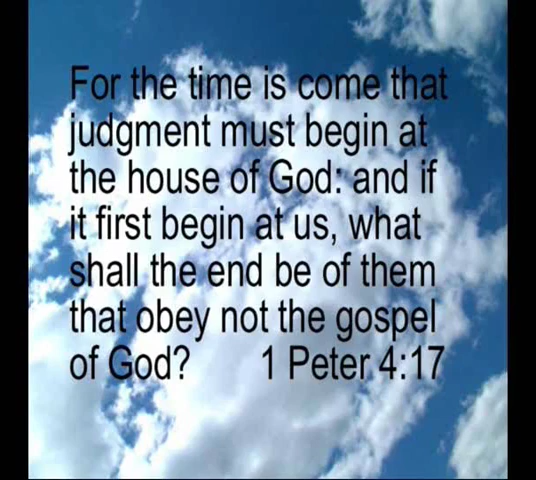 For the time is come that
judgment must begin at
the house of God: and if
it first begin at us, what
shall the end be of them
that obey not the gospel
of God? 1 Peter 4:17